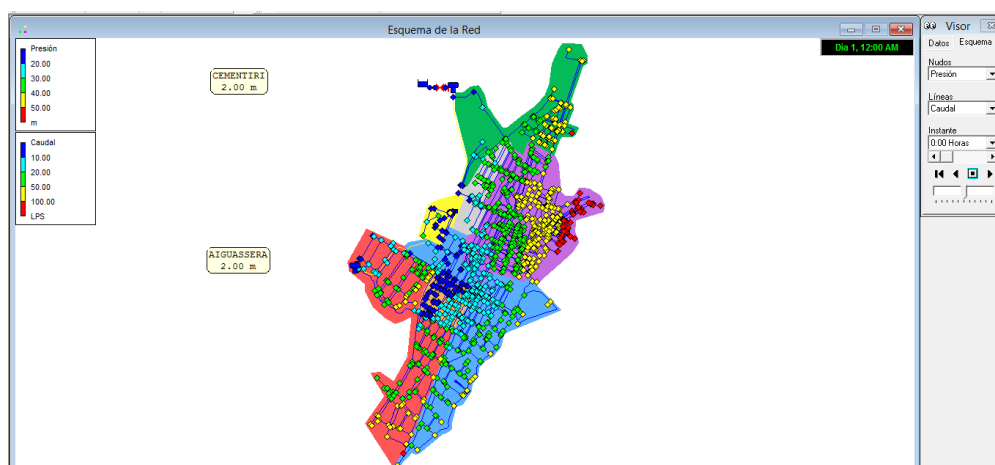 Esquema de la Red
Presión
20.00
30.00
40.00
50.00
m
Caudal
10.00
20.00
50.00
100.00
LPS
CEMENTIRI
2.00 m
AIGUASSERA
2.00 m
Día 1, 12:00 AM
Visor
Datos Esquema
Nudos
Presión
Líneas
Caudal
Instante
0:00 Horas